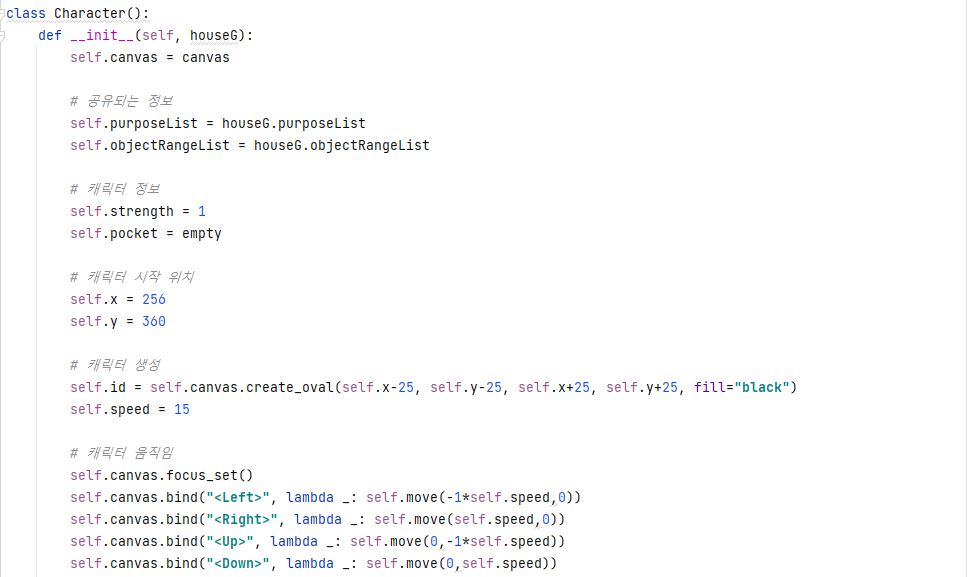 class Character():
def __init__(self, houseG):
self.canvas = canvas
# 공유되는 정보
self.purposeList = houseG.purposeList
self.objectRangeList = houseG.objectRangeList
# 캐릭터 정보
self.strength = 1
self.pocket = empty
# 캐릭터 시작 위치
self.x = 256
self.y = 360
# 캐릭터 생성
self.id = self.canvas.create_oval(self.x-25, self.y-25, self.x+25, self.y+25, fill="black")
self.speed = 15
# 캐릭터 움직임
self.canvas.focus_set()
self.canvas.bind("<Left>", lambda _: self.move(-1*self.speed,0))
self.canvas.bind("<Right>", lambda _: self.move(self.speed,0))
self.canvas.bind("<Up>", lambda _: self.move(0,-1*self.speed))
self.canvas.bind("<Down>", lambda _: self.move(0,self.speed))